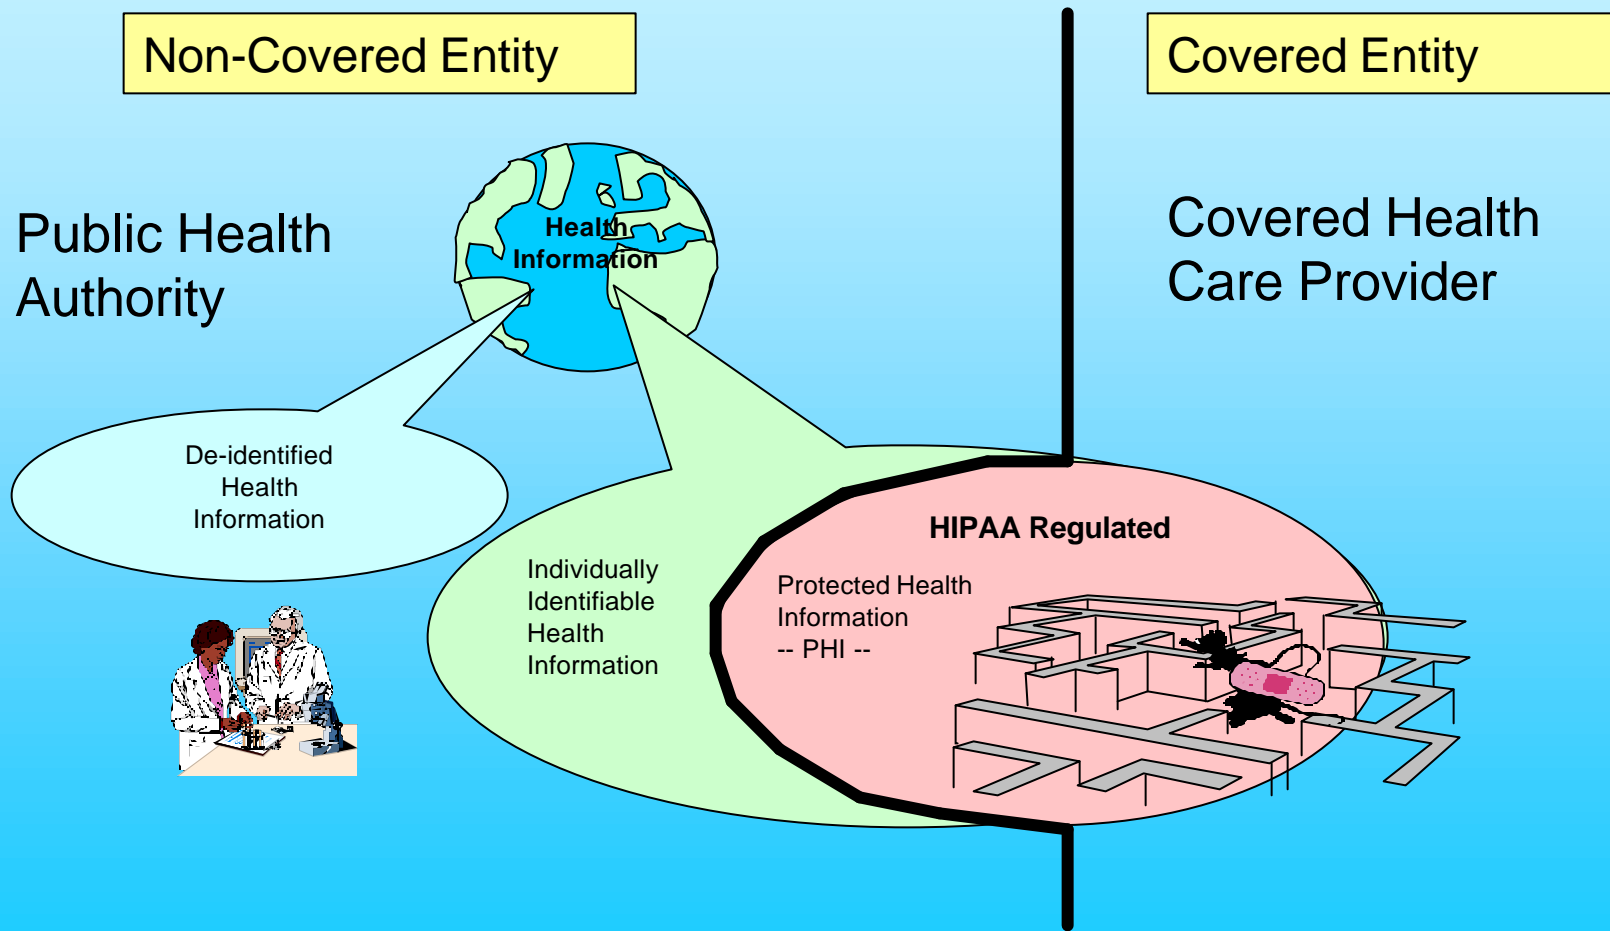 Non-Covered Entity
Covered Entity
Public Health
Authority
Health
Information
Covered Health
Care Provider
De-identified
Health
Information
Individually
Identifiable
Health
Information
HIPAA Regulated
Protected Health
Information
-- PHI --